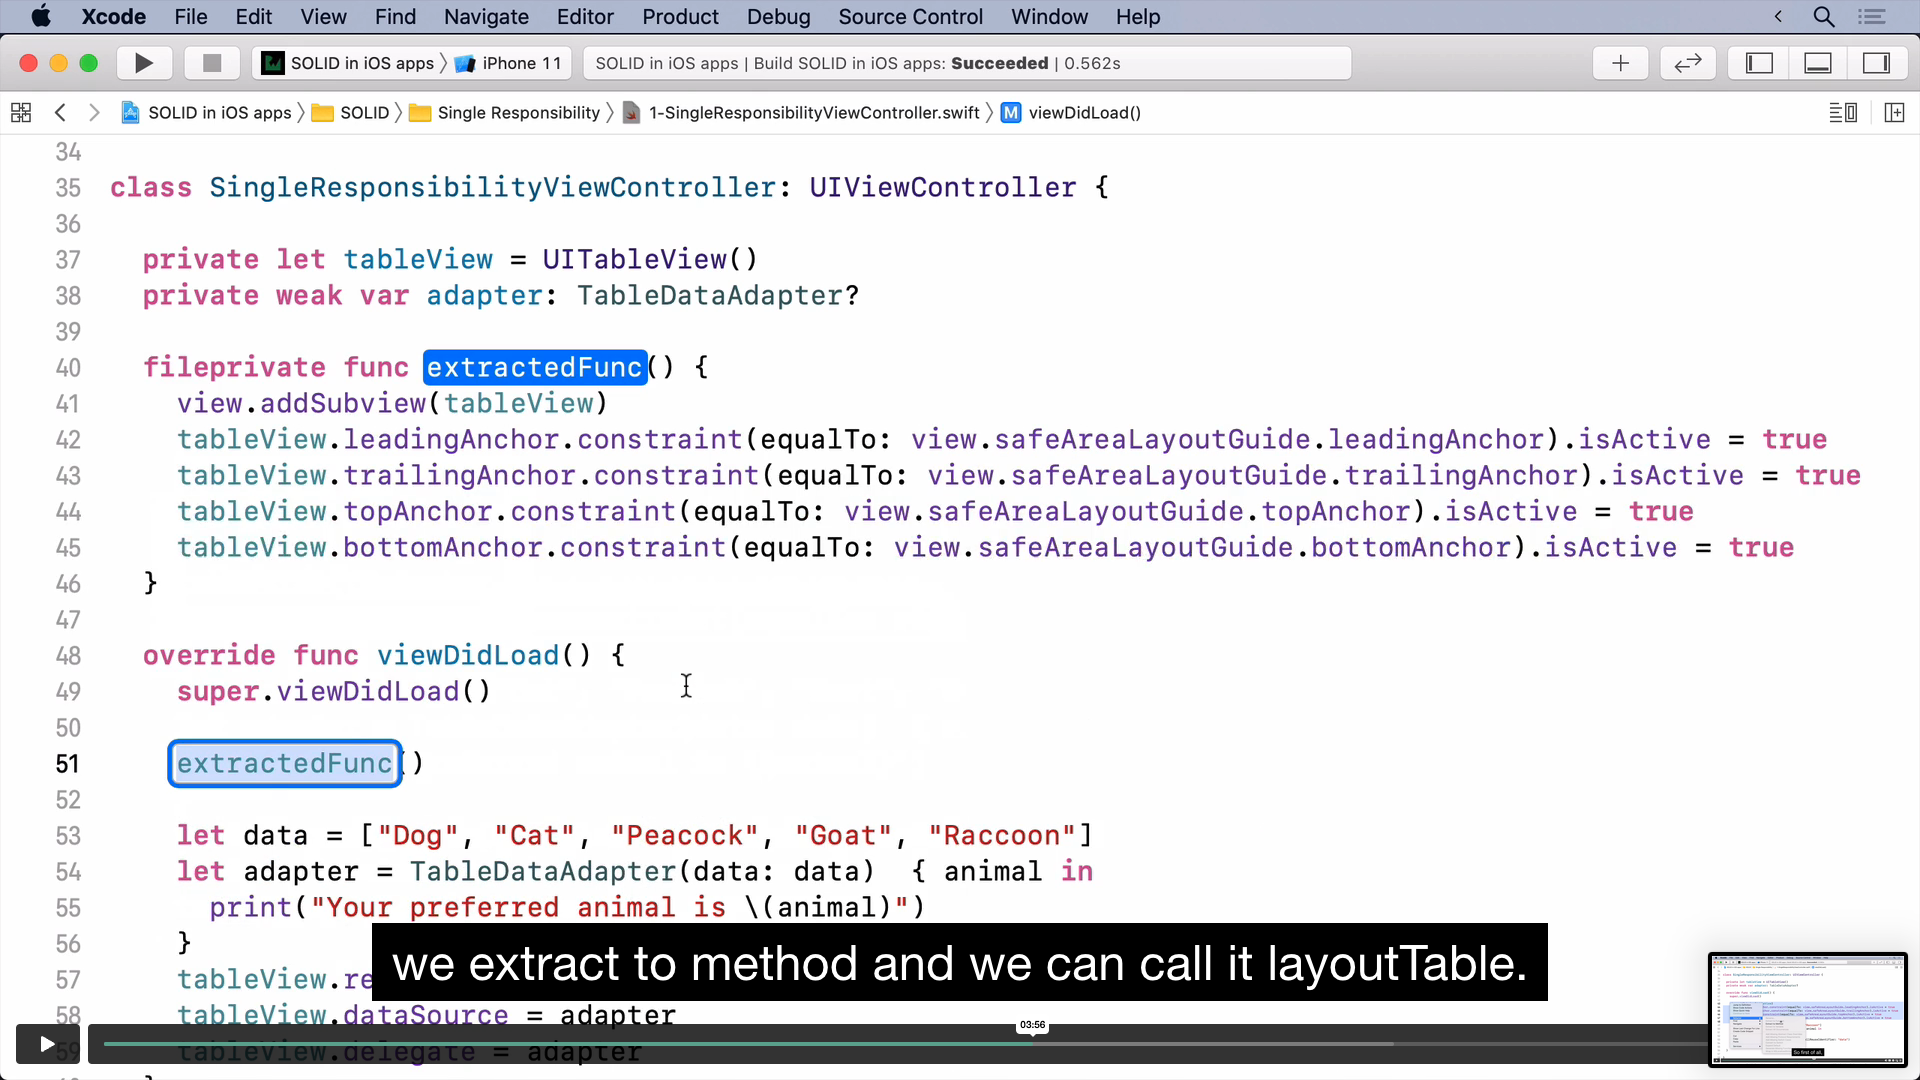 Xcode File Edit View Find Navigate Editor Product Debug Source Control Window Help
SOLID in iOS apps 〉 iPhone 11 SOLID in iOS apps | Build SOLID in iOS apps: Succeeded | 0.562s
SOLID in iOS apps 〉 SOLID 〉 Single Responsibility 〉 1-SingleResponsibilityViewController.swift 〉 M viewDidLoad()
34
35 class SingleResponsibilityViewController: UIViewController {
36
37 private let tableView = UITableView()
38 private weak var adapter: TableDataAdapter?
39
40 fileprivate func extractedFunc() {
41 view.addSubview(tableView)
42 tableView.leadingAnchor.constraint(equalTo: view.safeAreaLayoutGuide.leadingAnchor).isActive = true
43 tableView.trailingAnchor.constraint(equalTo: view.safeAreaLayoutGuide.trailingAnchor).isActive = true
44 tableView.topAnchor.constraint(equalTo: view.safeAreaLayoutGuide.topAnchor).isActive = true
45 tableView.bottomAnchor.constraint(equalTo: view.safeAreaLayoutGuide.bottomAnchor).isActive = true
46 }
47
48 override func viewDidLoad() {
49 super.viewDidLoad()
50
51 extractedFunc()
52
53 let data = ["Dog", "Cat", "Peacock", "Goat", "Raccoon"]
54 let adapter = TableDataAdapter(data: data) { animal in
55 print("Your preferred animal is \(animal)")
56 }
we extract to method and we can call it layoutTable.
57 tableView.re
58 tableView.dataSource = adapter
03:56
59 tableView.delegate = adapter
So first of all,